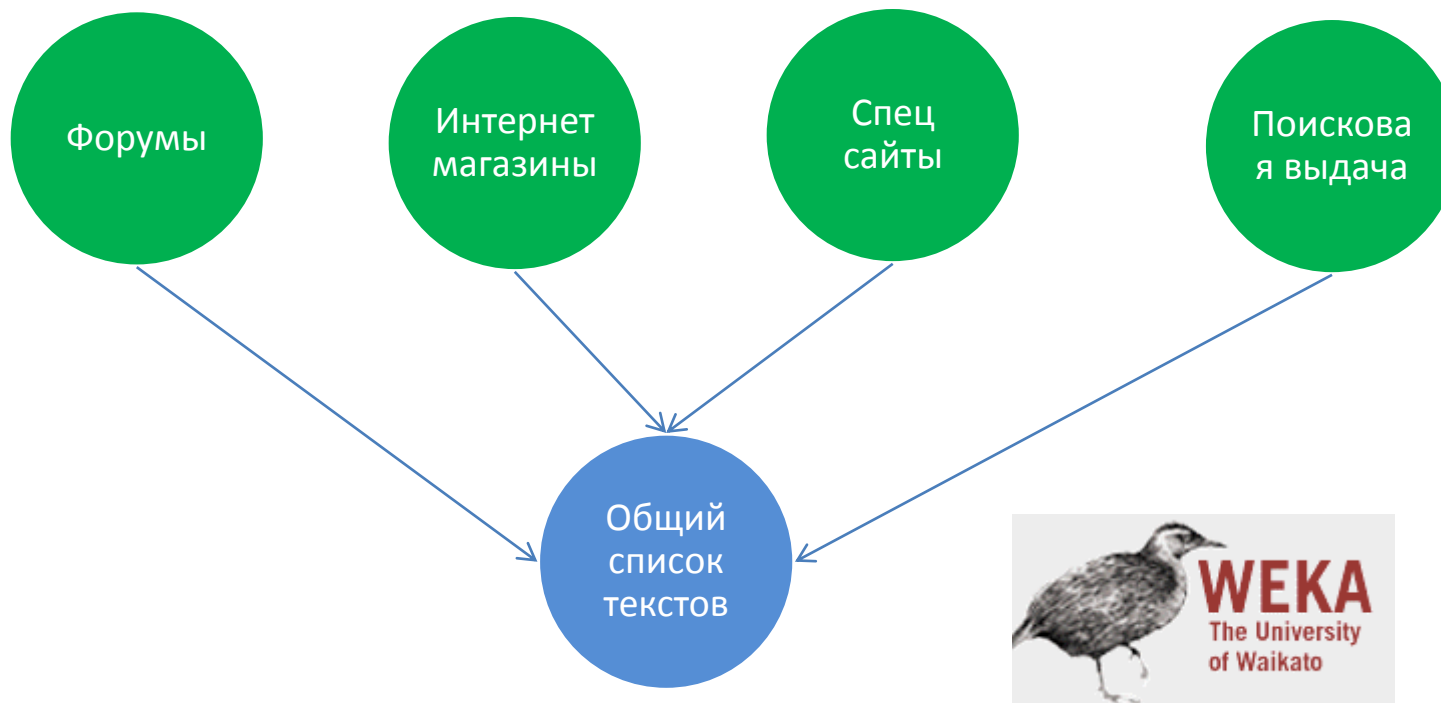 Форумы
Интернет
магазины
Спец
сайты
Поискова
я выдача
Общий
список
текстов
WEKA
The University
of Waikato